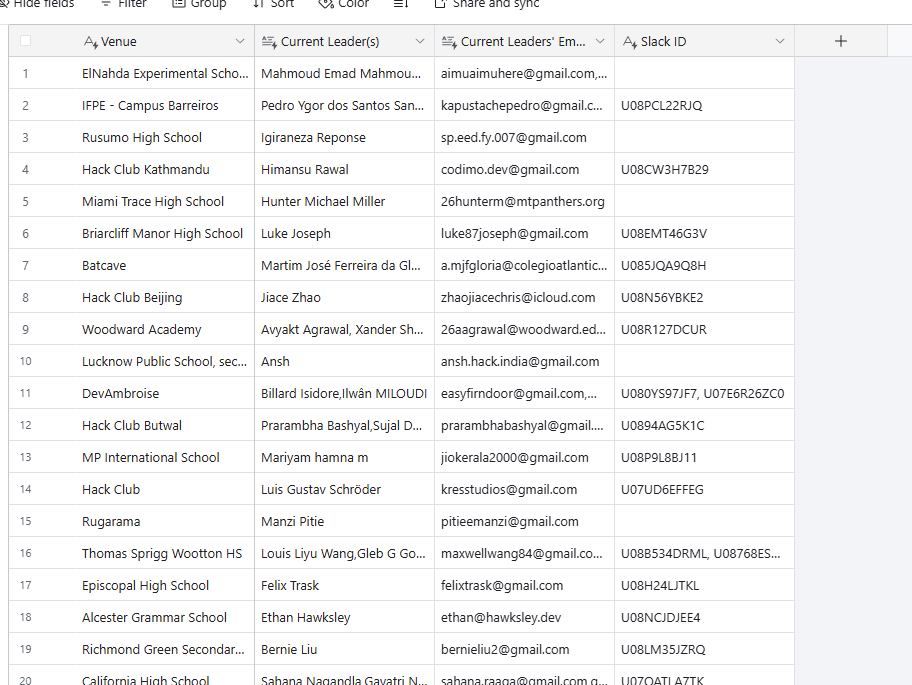 Hide fields Filter Group Sort Color Share and sync
Venue Current Leader(s) Current Leaders' Em... Slack ID
1 ElNahda Experimental Scho... Mahmoud Emad Mahmou... aimuaimuhere@gmail.com,...
2 IFPE - Campus Barreiros Pedro Ygor dos Santos San... kapustachepedro@gmail.c... U08PCL22RJQ
3 Rusumo High School Igiraneza Reponse sp.eed.fy.007@gmail.com
4 Hack Club Kathmandu Himansu Rawal codimo.dev@gmail.com U08CW3H7B29
5 Miami Trace High School Hunter Michael Miller 26hunterm@mtpanthers.org
6 Briarcliff Manor High School Luke Joseph luke87joseph@gmail.com U08EMT46G3V
7 Batcave Martim José Ferreira da Gl... a.mjfgloria@colegioatlantic... U085JQA9Q8H
8 Hack Club Beijing Jiace Zhao zhaojiacechris@icloud.com U08N56YBKE2
9 Woodward Academy Avyakt Agrawal, Xander Sh... 26aagrawal@woodward.ed... U08R127DCUR
10 Lucknow Public School, sec... Ansh ansh.hack.india@gmail.com
11 DevAmbroise Billard Isidore,Ilwân MILOUDI easyfirndoor@gmail.com,... U080YS97JF7, U07E6R26ZC0
12 Hack Club Butwal Prarambha Bashyal,Sujal D... prarambhabashyal@gmail.... U0894AG5K1C
13 MP International School Mariyam hamna m jiokerala2000@gmail.com U08P9L8BJ11
14 Hack Club Luis Gustav Schröder kresstudios@gmail.com U07UD6EFFEG
15 Rugarama Manzi Pitie pitieemanzi@gmail.com
16 Thomas Sprigg Wootton HS Louis Liyu Wang,Gleb G Go... maxwellwang84@gmail.co... U08B534DRML, U08768ES...
17 Episcopal High School Felix Trask felixtrask@gmail.com U08H24LJTKL
18 Alcester Grammar School Ethan Hawksley ethan@hawksley.dev U08NCJDJEE4
19 Richmond Green Secondar... Bernie Liu bernieliu2@gmail.com U08LM35JZRQ
20 California High School Sahana Nagandla Gayatri N... sahana.raaga@gmail.com U07QATLA7TK